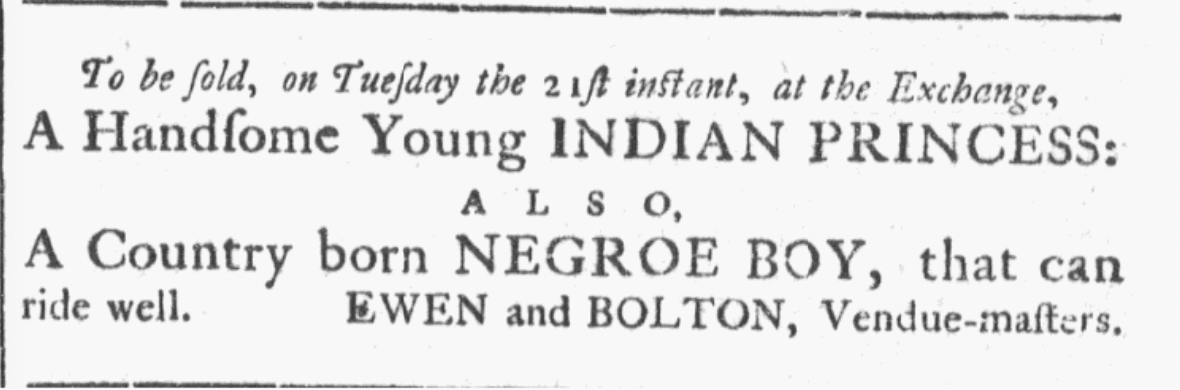 To be ſold, on Tueſday the 21ſt inſtant, at the Exchange,
A Handſome Young INDIAN PRINCESS:
ALSO,
A Country born NEGROE BOY, that can
ride well. EWEN and BOLTON, Vendue-maſters.